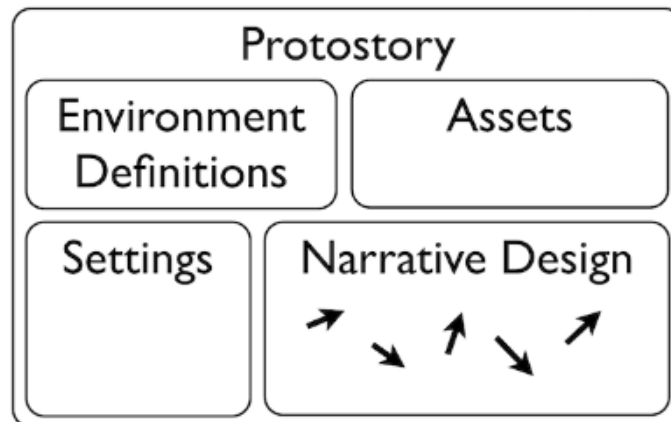 Protostory
Environment
Definitions
Assets
Settings
Narrative Design